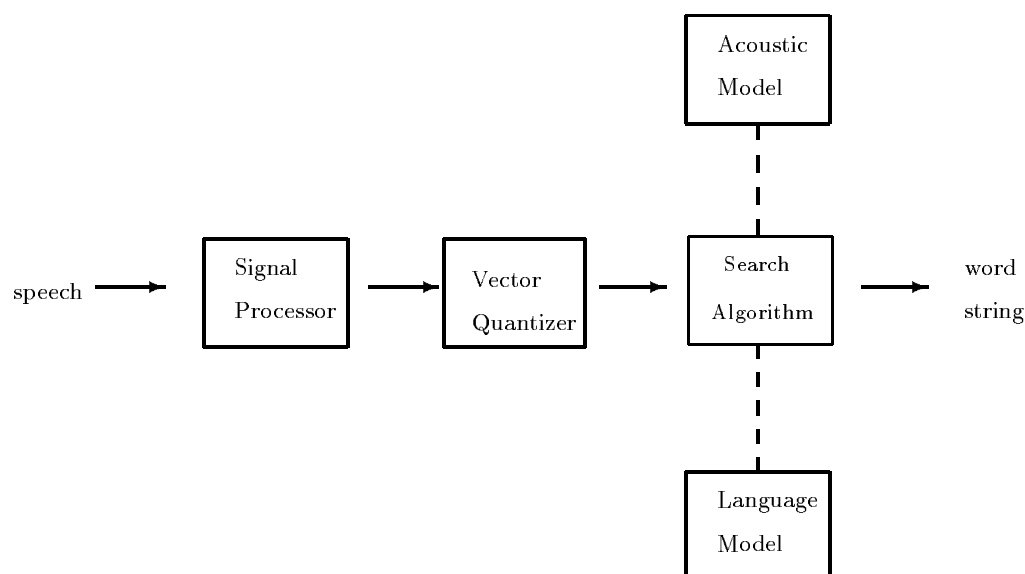 Acoustic
Model
speech
Signal
Processor
Vector
Quantizer
Search
Algorithm
word
string
Language
Model